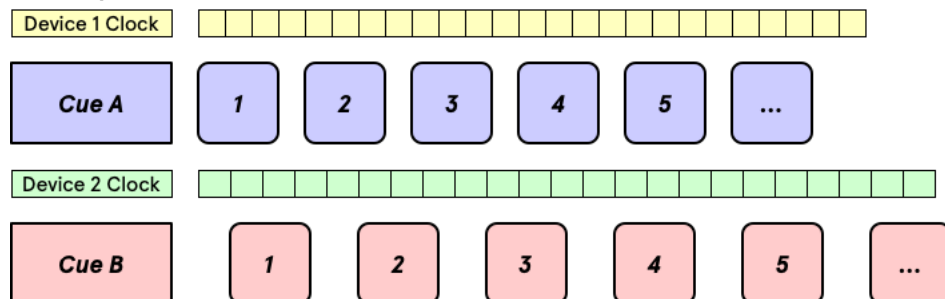 Device 1 Clock
Cue A 1 2 3 4 5 ...
Device 2 Clock
Cue B 1 2 3 4 5 ...